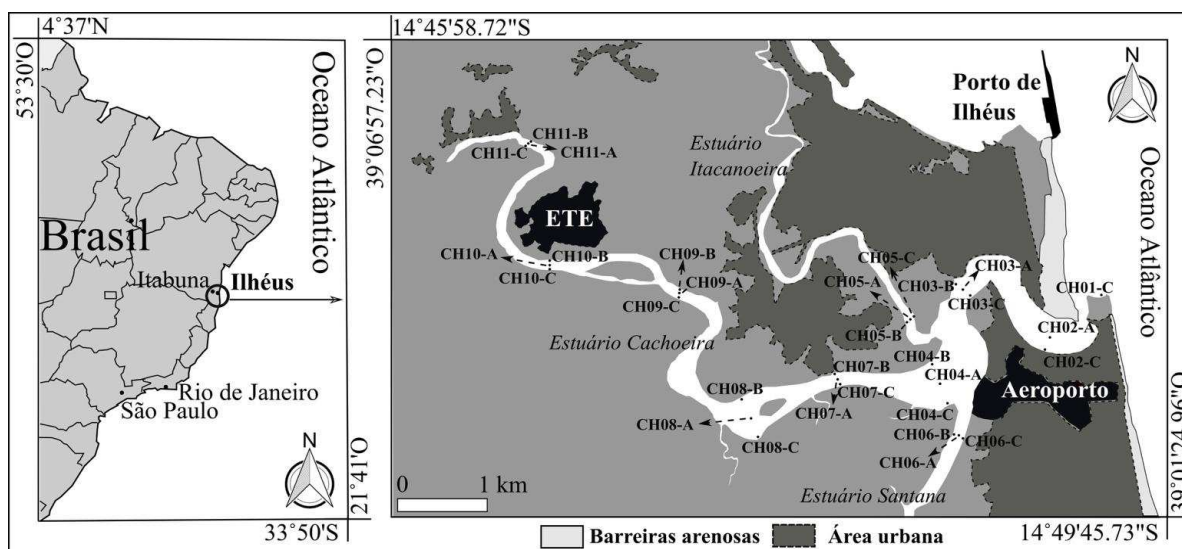 4°37'N
53°30'O
Oceano Atlântico
Brasil
Itabuna
Ilhéus
Rio de Janeiro
São Paulo
N
21°41'O
33°50'S
14°45'58.72"S
39°06'57.23"O
Porto de
Ilhéus
N
Estuário
Itacanoeira
Oceano Atlântico
CH11-B
CH11-C
CH11-A
ETE
CH10-A
CH10-B
CH10-C
CH09-B
CH09-A
CH09-C
CH05-C
CH05-A
CH05-B
CH03-B
CH03-A
CH03-C
CH01-C
CH02-A
CH02-C
Estuário Cachoeira
CH04-B
CH04-A
CH04-C
Aeroporto
CH07-B
CH07-C
CH07-A
CH08-B
CH08-A
CH08-C
CH06-B
CH06-C
CH06-A
Estuário Santana
0
1 km
39°01'24.96"O
14°49'45.73"S
Barreiras arenosas
Área urbana